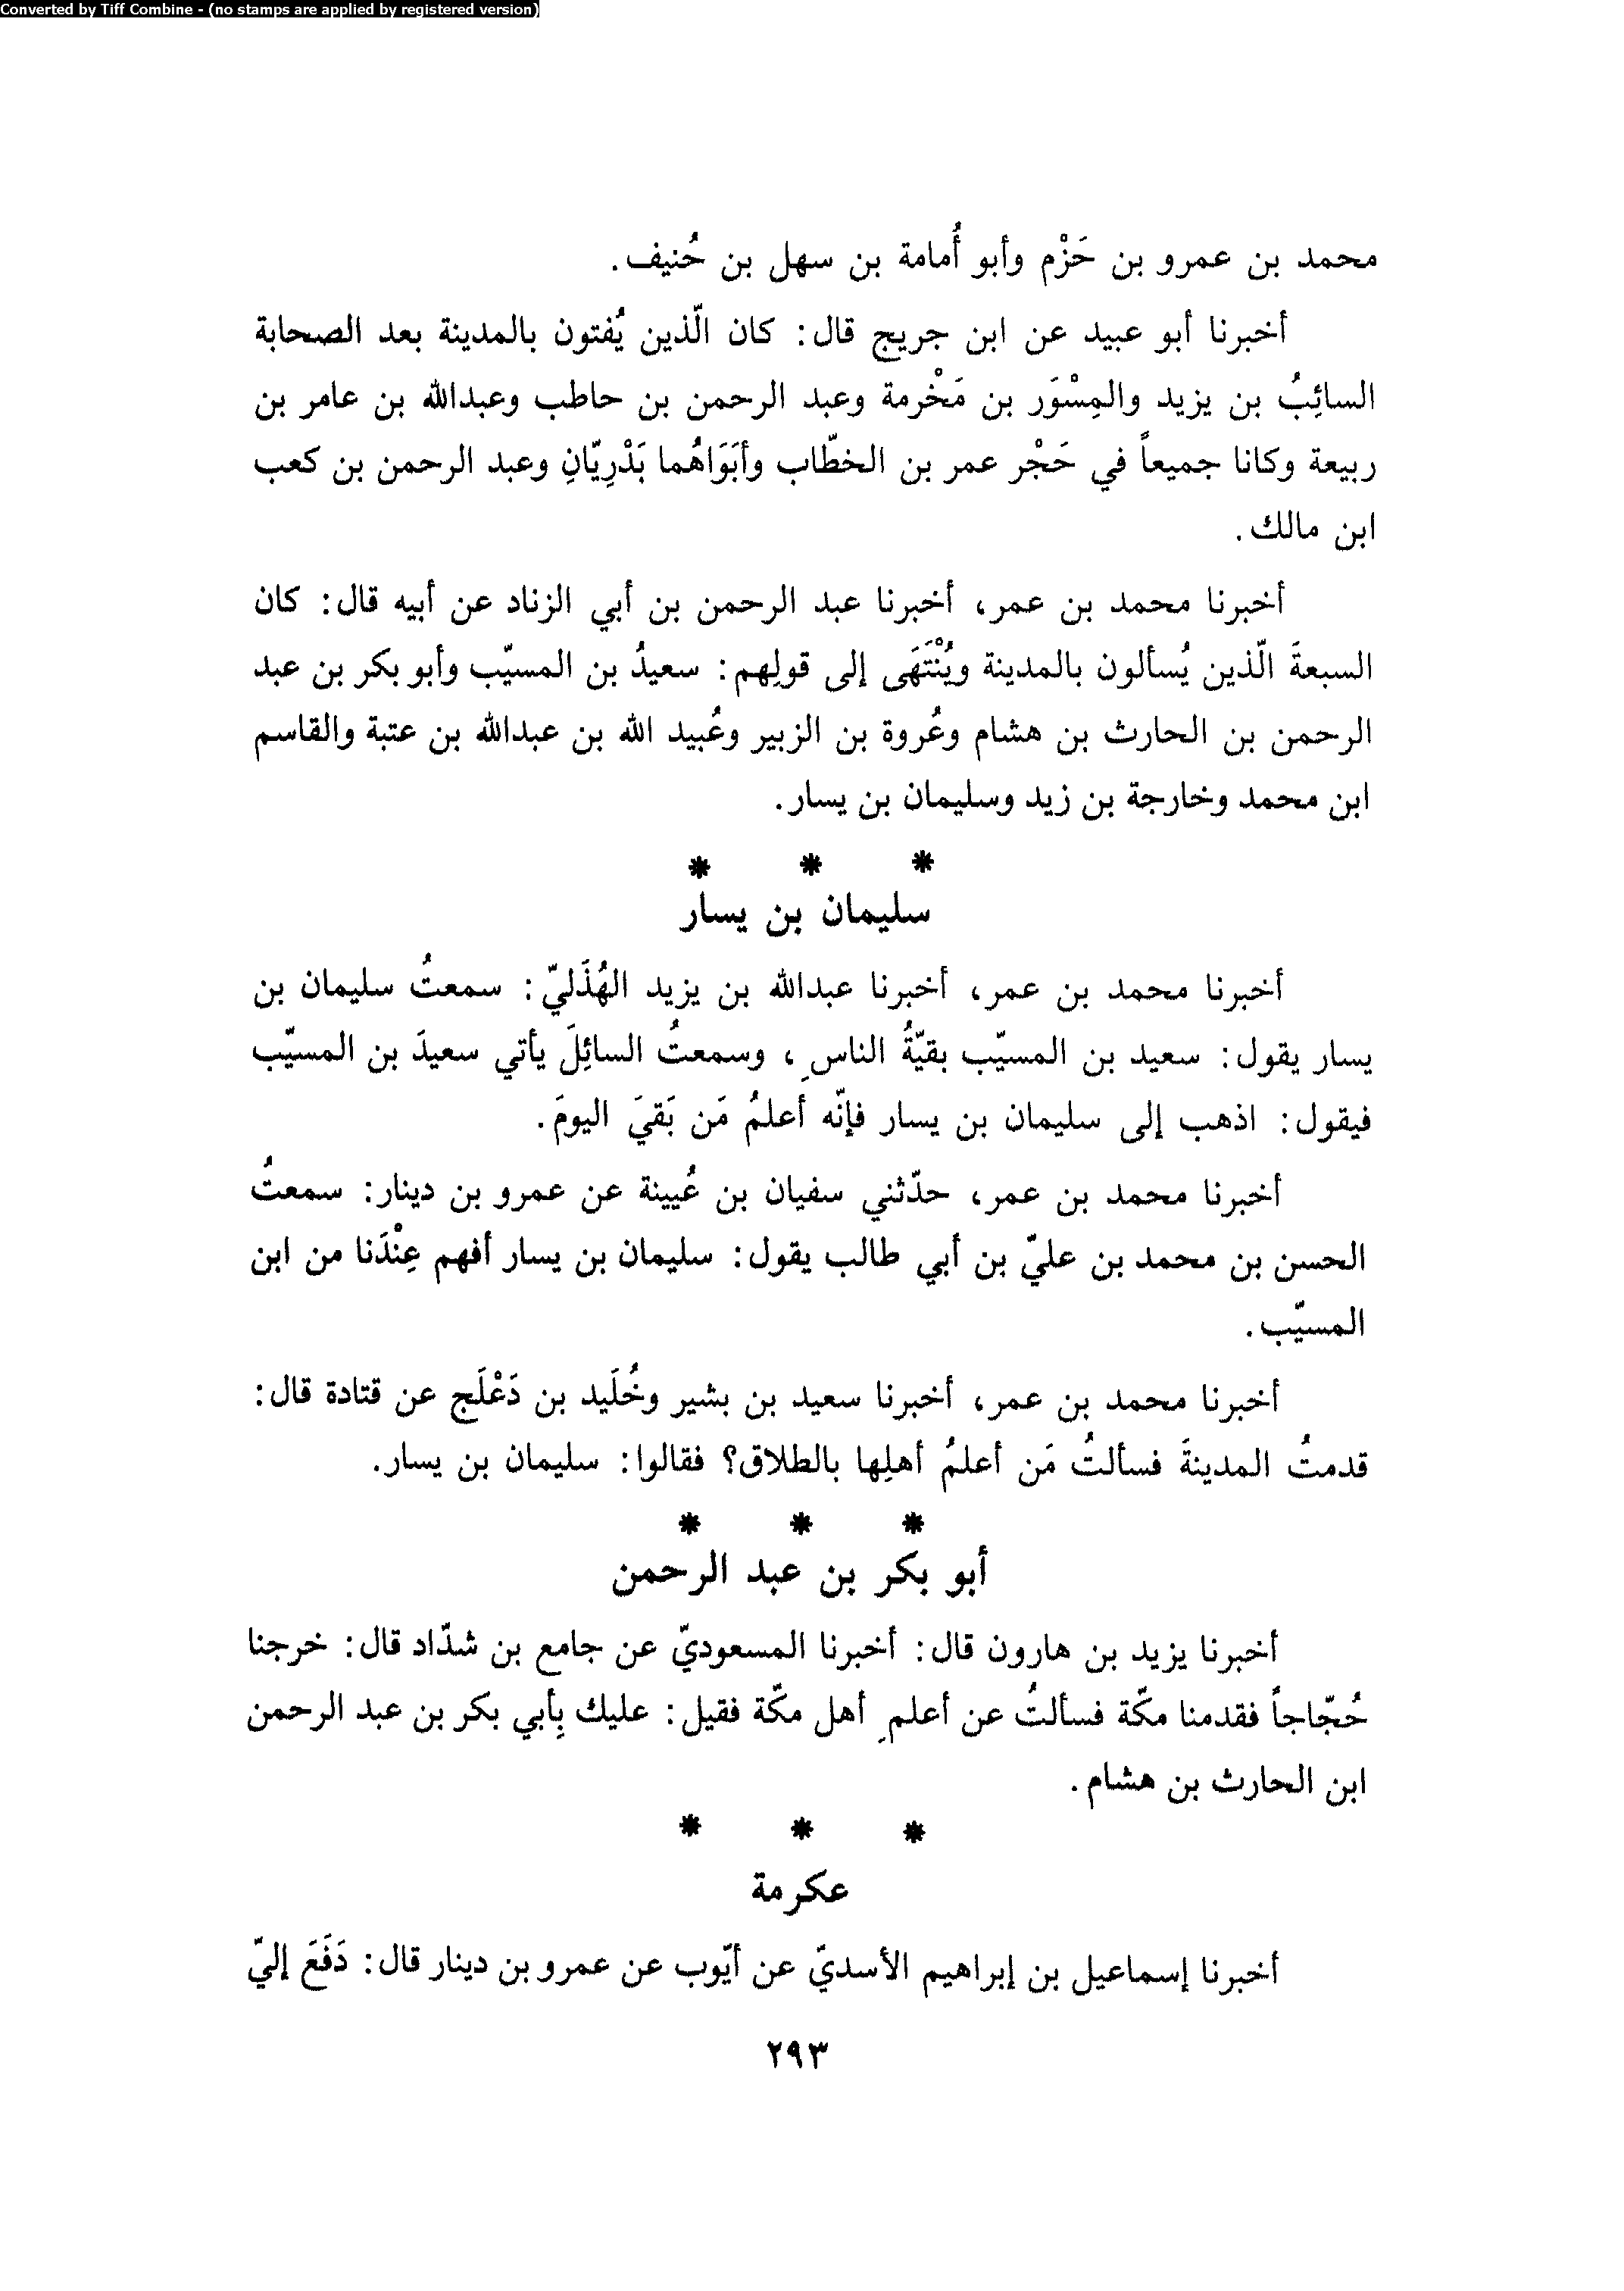 Converted by Tiff Combine - (no stamps are applied by registered version)
محمد بن عمرو بن حَزْم وأبو أُمامة بن سهل بن حُنيف.
أخبرنا أبو عبيد عن ابن جريج قال: كان الّذين يُفتون بالمدينة بعد الصحابة
السائِبُ بن يزيد والمِسْوَر بن مَخْرمة وعبد الرحمن بن حاطب وعبدالله بن عامر بن
ربيعة وكانا جميعاً في حَجْر عمر بن الخطّاب وأبَوَاهُما بَدْرِيّانِ وعبد الرحمن بن كعب
ابن مالك.
أخبرنا محمد بن عمر، أخبرنا عبد الرحمن بن أبي الزناد عن أبيه قال: كان
السبعةَ الّذين يُسألون بالمدينة ويُنْتَهَى إلى قولِهم: سعيدُ بن المسيّب وأبو بكر بن عبد
الرحمن بن الحارث بن هشام وعُروة بن الزبير وعُبيد الله بن عبدالله بن عتبة والقاسم
ابن محمد وخارجة بن زيد وسليمان بن يسار.
* * *
سليمان بن يسار
أخبرنا محمد بن عمر، أخبرنا عبدالله بن يزيد الهُذَليّ: سمعتُ سليمان بن
يسار يقول: سعيد بن المسيّب بقيّةُ الناسِ، وسمعتُ السائِلَ يأتي سعيدَ بن المسيّب
فيقول: اذهب إلى سليمان بن يسار فإنّه أعلمُ مَن بَقيَ اليومَ.
أخبرنا محمد بن عمر، حدّثني سفيان بن عُيينة عن عمرو بن دينار: سمعتُ
الحسن بن محمد بن عليّ بن أبي طالب يقول: سليمان بن يسار أفهم عِنْدَنا من ابن
المسيّب.
أخبرنا محمد بن عمر، أخبرنا سعيد بن بشير وخُلَيد بن دَعْلَج عن قتادة قال:
قدمتُ المدينةَ فسألتُ مَن أعلمُ أهلِها بالطلاق؟ فقالوا: سليمان بن يسار.
* * *
أبو بكر بن عبد الرحمن
أخبرنا يزيد بن هارون قال: أخبرنا المسعوديّ عن جامع بن شدّاد قال: خرجنا
حُجّاجاً فقدمنا مكّة فسألتُ عن أعلمِ أهل مكّة فقيل: عليك بِأبي بكر بن عبد الرحمن
ابن الحارث بن هشام.
* * *
عكرمة
أخبرنا إسماعيل بن إبراهيم الأسديّ عن أيّوب عن عمرو بن دينار قال: دَفَعَ إليّ
٢٩٣